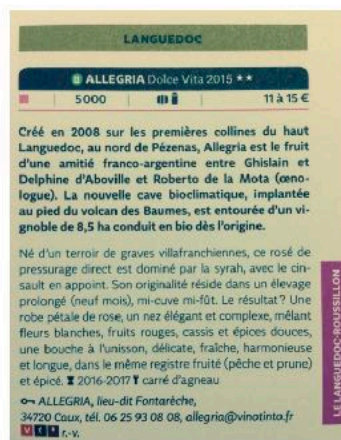 LANGUEDOC
ALLEGRIA Dolce Vita 2015 ★★
5000 11 à 15 €
Créé en 2008 sur les premières collines du haut
Languedoc, au nord de Pézenas, Allegria est le fruit
d'une amitié franco-argentine entre Ghislain et
Delphine d'Aboville et Roberto de la Mota (œno-
logue). La nouvelle cave bioclimatique, implantée
au pied du volcan des Baumes, est entourée d'un vi-
gnoble de 8,5 ha conduit en bio dès l'origine.
Né d'un terroir de graves villafranchiennes, ce rosé de
pressurage direct est dominé par la syrah, avec le cin-
sault en appoint. Son originalité réside dans un élevage
prolongé (neuf mois), mi-cuve mi-fût. Le résultat ? Une
robe pétale de rose, un nez élégant et complexe, mêlant
fleurs blanches, fruits rouges, cassis et épices douces,
une bouche à l'unisson, délicate, fraîche, harmonieuse
et longue, dans le même registre fruité (pêche et prune)
et épicé. 2016-2017 carré d'agneau
ALLEGRIA, lieu-dit Fontarèche,
34720 Caux, tél. 06 25 93 08 08, allegria@vinotinto.fr
r.-v.
LE LANGUEDOC-ROUSSILLON